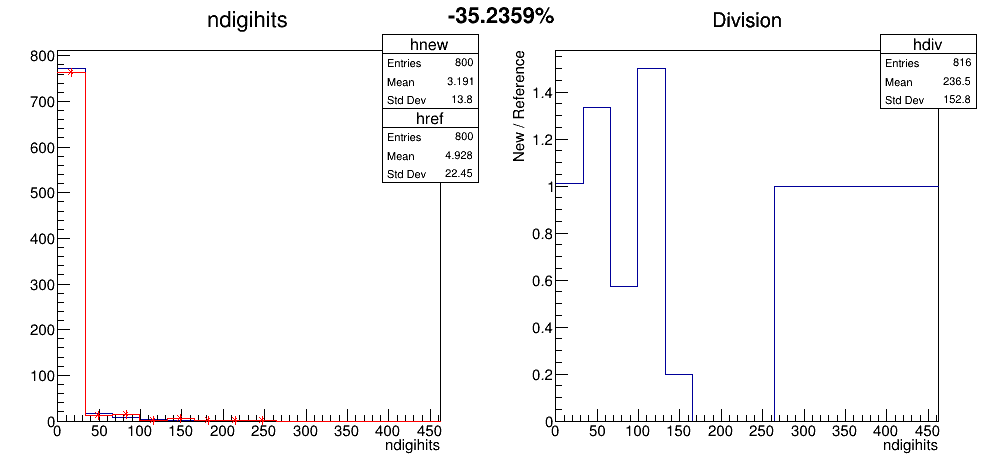 -35.2359%
ndigihits
hnew
Entries 800
Mean 3.191
Std Dev 13.8
href
Entries 800
Mean 4.928
Std Dev 22.45
800
700
600
500
400
300
200
100
0
0 50 100 150 200 250 300 350 400 450
ndigihits
Division
hdiv
Entries 816
Mean 236.5
Std Dev 152.8
New / Reference
1.4
1.2
1
0.8
0.6
0.4
0.2
0
0 50 100 150 200 250 300 350 400 450
ndigihits